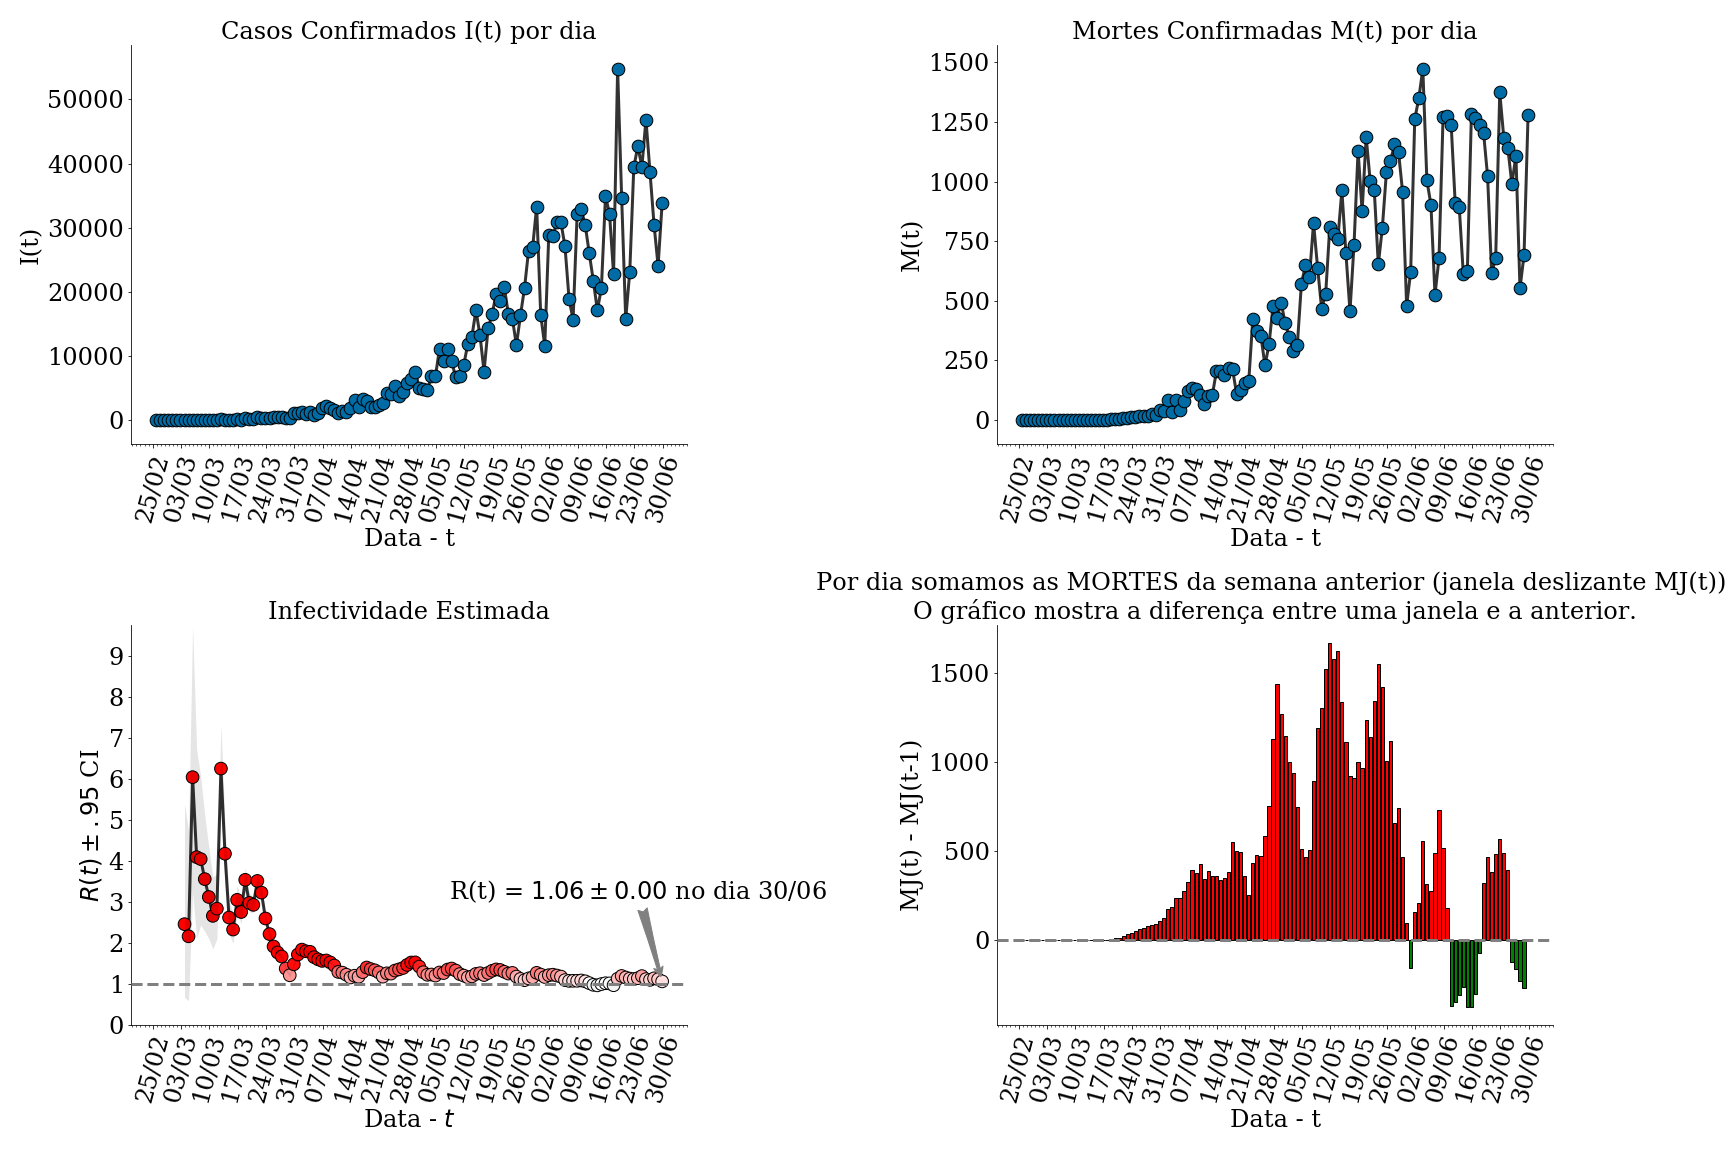 Casos Confirmados I(t) por dia
I(t)
50000
40000
30000
20000
10000
0
25/02 03/03 10/03 17/03 24/03 31/03 07/04 14/04 21/04 28/04 05/05 12/05 19/05 26/05 02/06 09/06 16/06 23/06 30/06
Data - t
Mortes Confirmadas M(t) por dia
M(t)
1500
1250
1000
750
500
250
0
25/02 03/03 10/03 17/03 24/03 31/03 07/04 14/04 21/04 28/04 05/05 12/05 19/05 26/05 02/06 09/06 16/06 23/06 30/06
Data - t
Infectividade Estimada
R(t) ± .95 CI
9
8
7
6
5
4
3
2
1
0
R(t) = 1.06 ± 0.00 no dia 30/06
25/02 03/03 10/03 17/03 24/03 31/03 07/04 14/04 21/04 28/04 05/05 12/05 19/05 26/05 02/06 09/06 16/06 23/06 30/06
Data - t
Por dia somamos as MORTES da semana anterior (janela deslizante MJ(t))
O gráfico mostra a diferença entre uma janela e a anterior.
MJ(t) - MJ(t-1)
1500
1000
500
0
25/02 03/03 10/03 17/03 24/03 31/03 07/04 14/04 21/04 28/04 05/05 12/05 19/05 26/05 02/06 09/06 16/06 23/06 30/06
Data - t